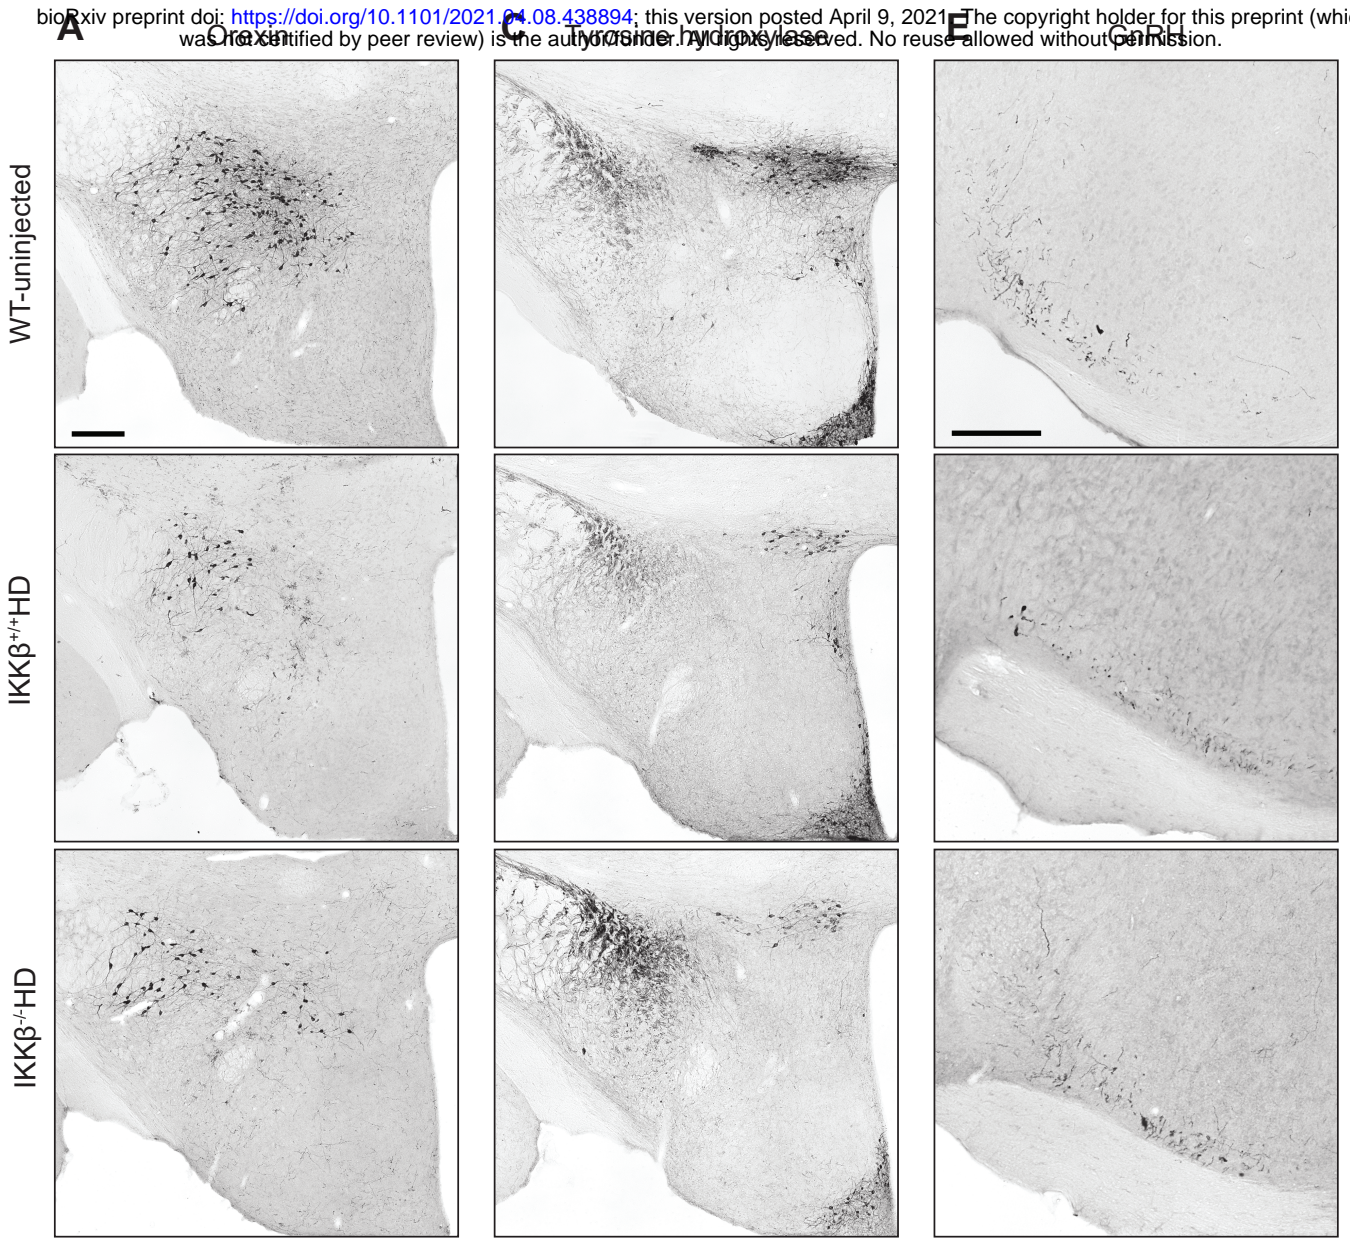 bioRxiv preprint doi: https://doi.org/10.1101/2021.04.08.438894; this version posted April 9, 2021. The copyright holder for this preprint (whi
was not certified by peer review) is the author/funder. All rights reserved. No reuse allowed without permission.
A Orexin
C Tyrosine hydroxylase
E GnRH
WT-uninjected
IKKβ+/+HD
IKKβ-/-HD